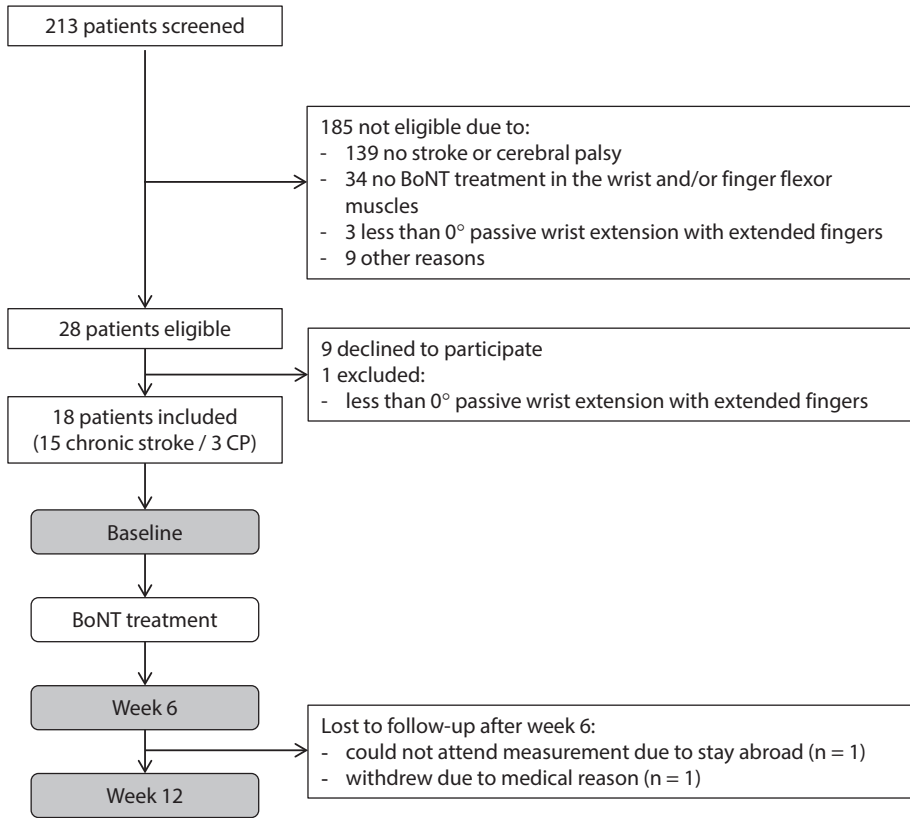 213 patients screened
185 not eligible due to:
- 139 no stroke or cerebral palsy
- 34 no BoNT treatment in the wrist and/or finger flexor
muscles
- 3 less than 0° passive wrist extension with extended fingers
- 9 other reasons
28 patients eligible
9 declined to participate
1 excluded:
- less than 0° passive wrist extension with extended fingers
18 patients included
(15 chronic stroke / 3 CP)
Baseline
BoNT treatment
Week 6
Lost to follow-up after week 6:
- could not attend measurement due to stay abroad (n = 1)
- withdrew due to medical reason (n = 1)
Week 12